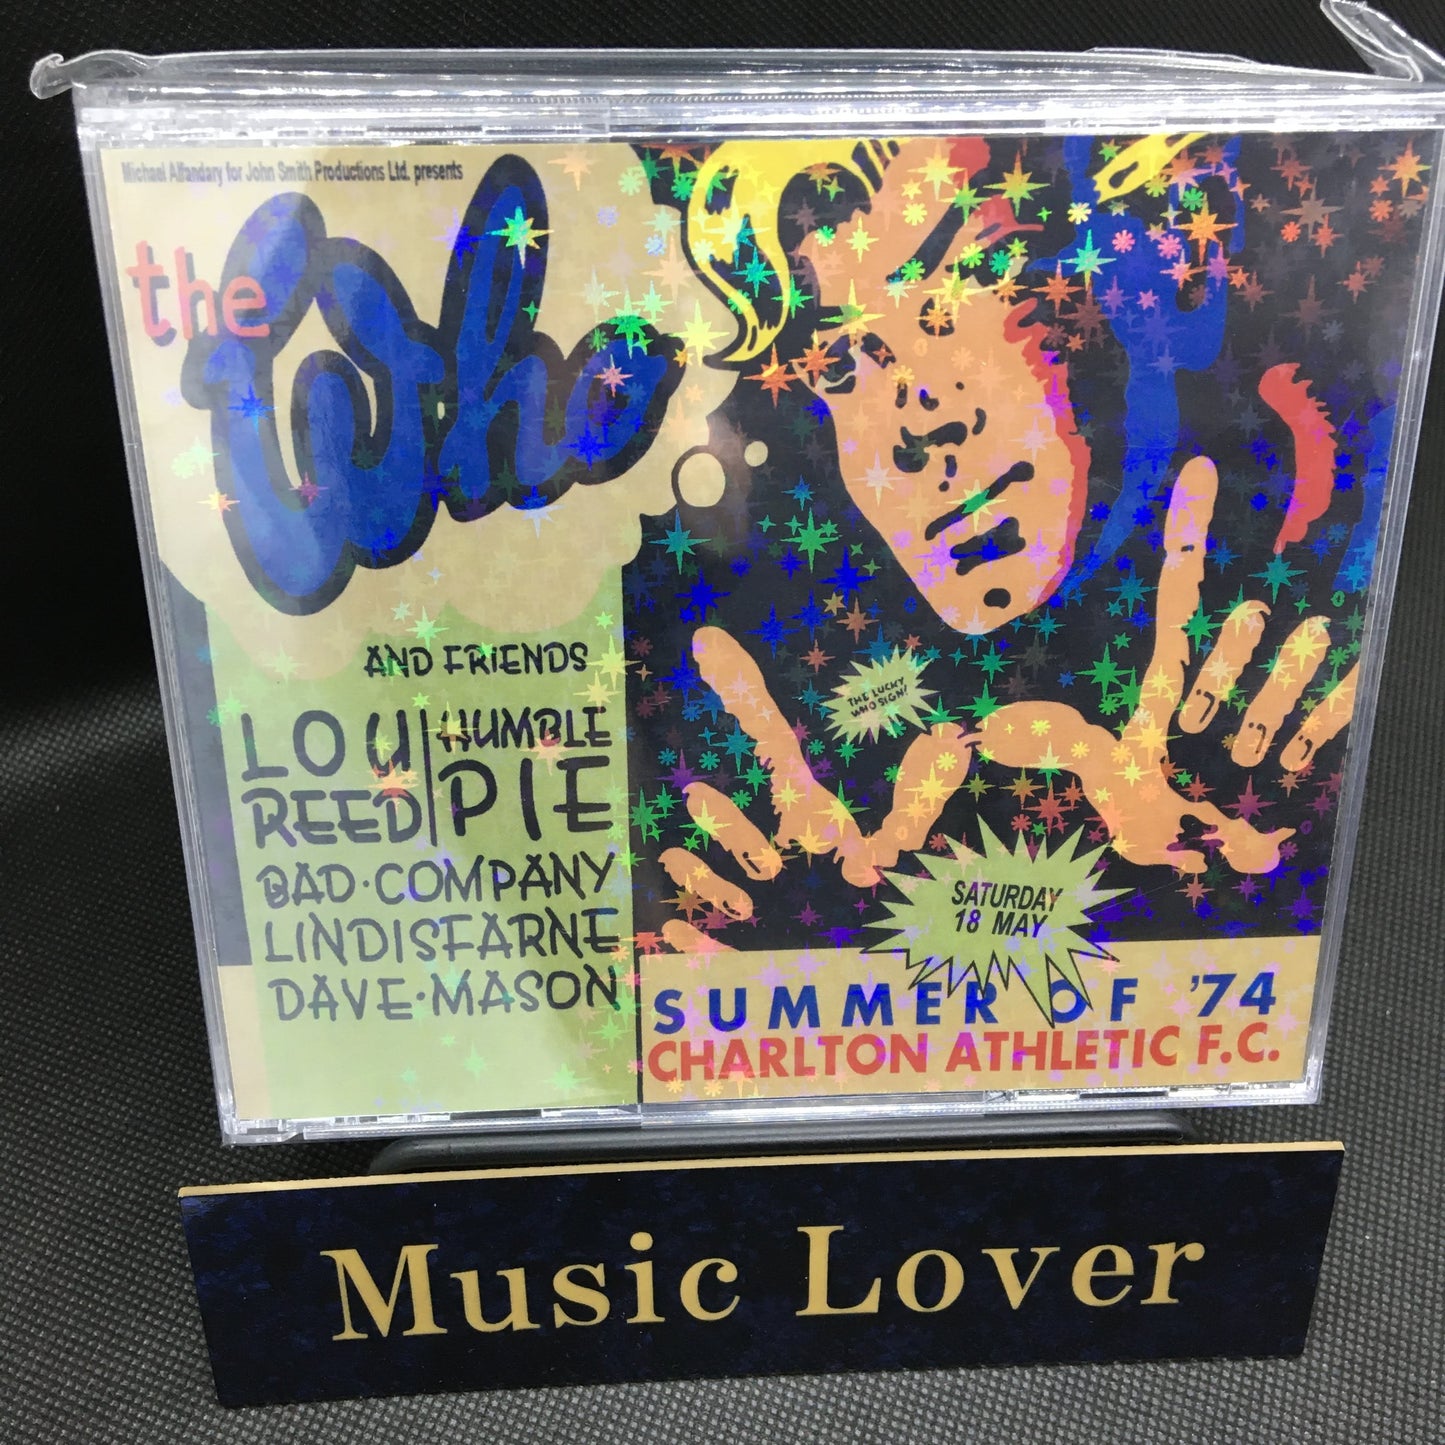 Michael Alfandary for John Smith Productions Ltd. presents
the Who
AND FRIENDS
LOU REED
HUMBLE PIE
BAD·COMPANY
LINDISFARNE
DAVE·MASON
THE LUCKY
WHO SIGN!
SATURDAY
18 MAY
SUMMER OF '74
CHARLTON ATHLETIC F.C.
Music Lover